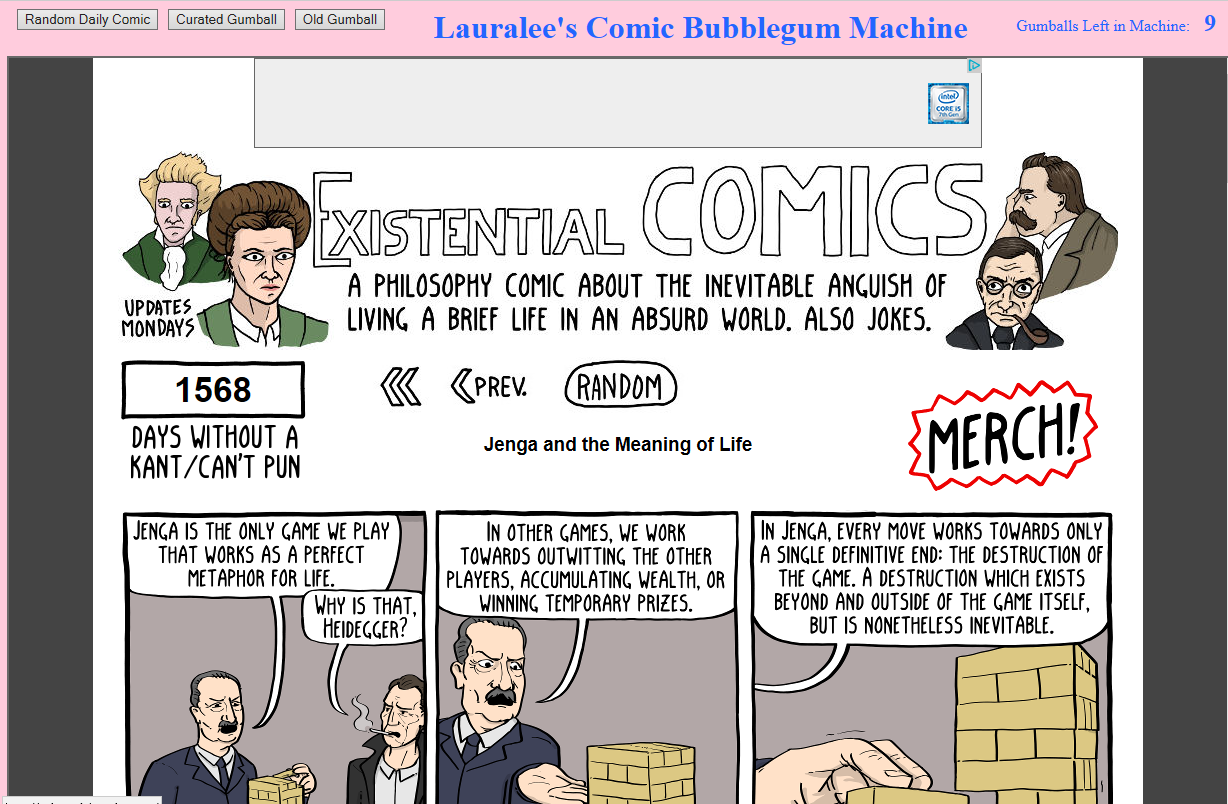 Random Daily Comic
Curated Gumball
Old Gumball
Lauralee's Comic Bubblegum Machine
Gumballs Left in Machine: 9
intel
CORE i5
7th Gen
EXISTENTIAL COMICS
A PHILOSOPHY COMIC ABOUT THE INEVITABLE ANGUISH OF
LIVING A BRIEF LIFE IN AN ABSURD WORLD. ALSO JOKES.
UPDATES
MONDAYS
1568
DAYS WITHOUT A
KANT/CAN'T PUN
PREV.
RANDOM
Jenga and the Meaning of Life
MERCH!
JENGA IS THE ONLY GAME WE PLAY
THAT WORKS AS A PERFECT
METAPHOR FOR LIFE.
WHY IS THAT,
HEIDEGGER?
IN OTHER GAMES, WE WORK
TOWARDS OUTWITTING THE OTHER
PLAYERS, ACCUMULATING WEALTH, OR
WINNING TEMPORARY PRIZES.
IN JENGA, EVERY MOVE WORKS TOWARDS ONLY
A SINGLE DEFINITIVE END: THE DESTRUCTION OF
THE GAME. A DESTRUCTION WHICH EXISTS
BEYOND AND OUTSIDE OF THE GAME ITSELF,
BUT IS NONETHELESS INEVITABLE.